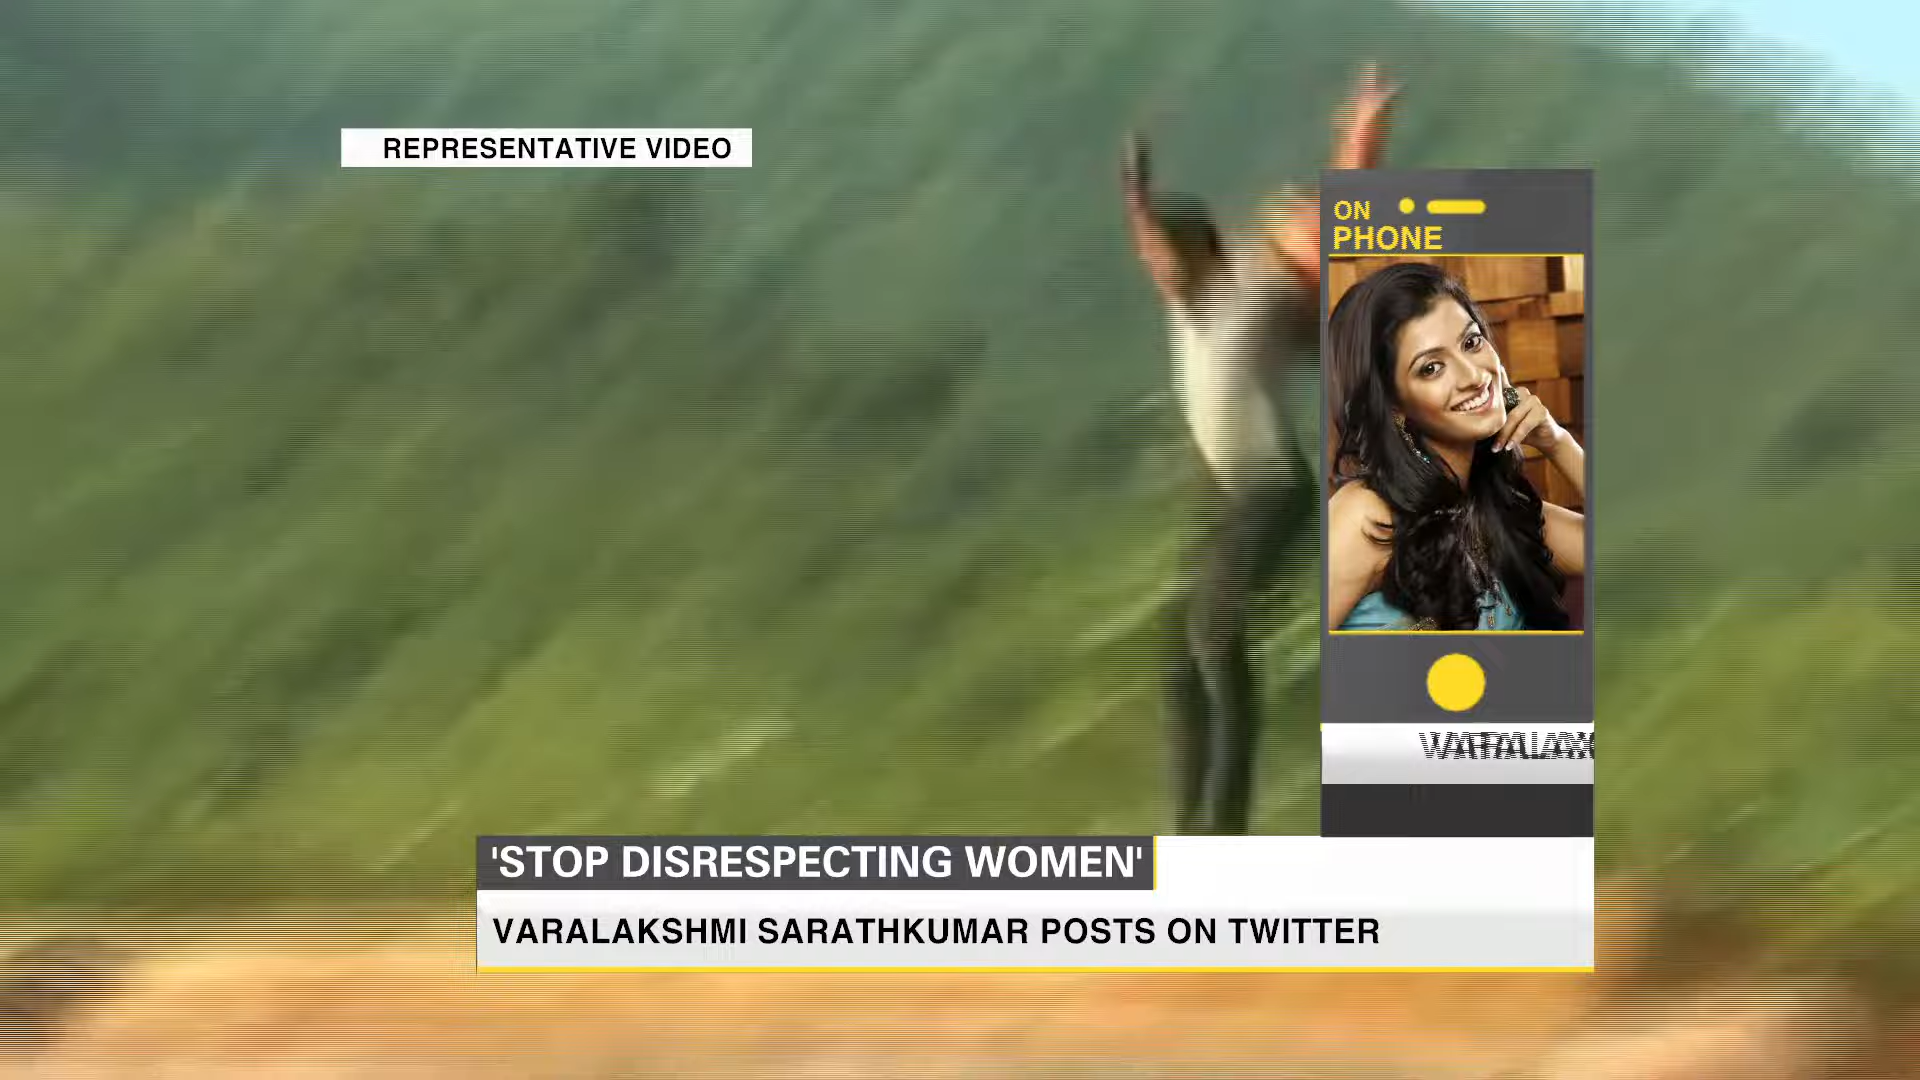 REPRESENTATIVE VIDEO
ON
PHONE
'STOP DISRESPECTING WOMEN'
VARALAKSHMI SARATHKUMAR POSTS ON TWITTER